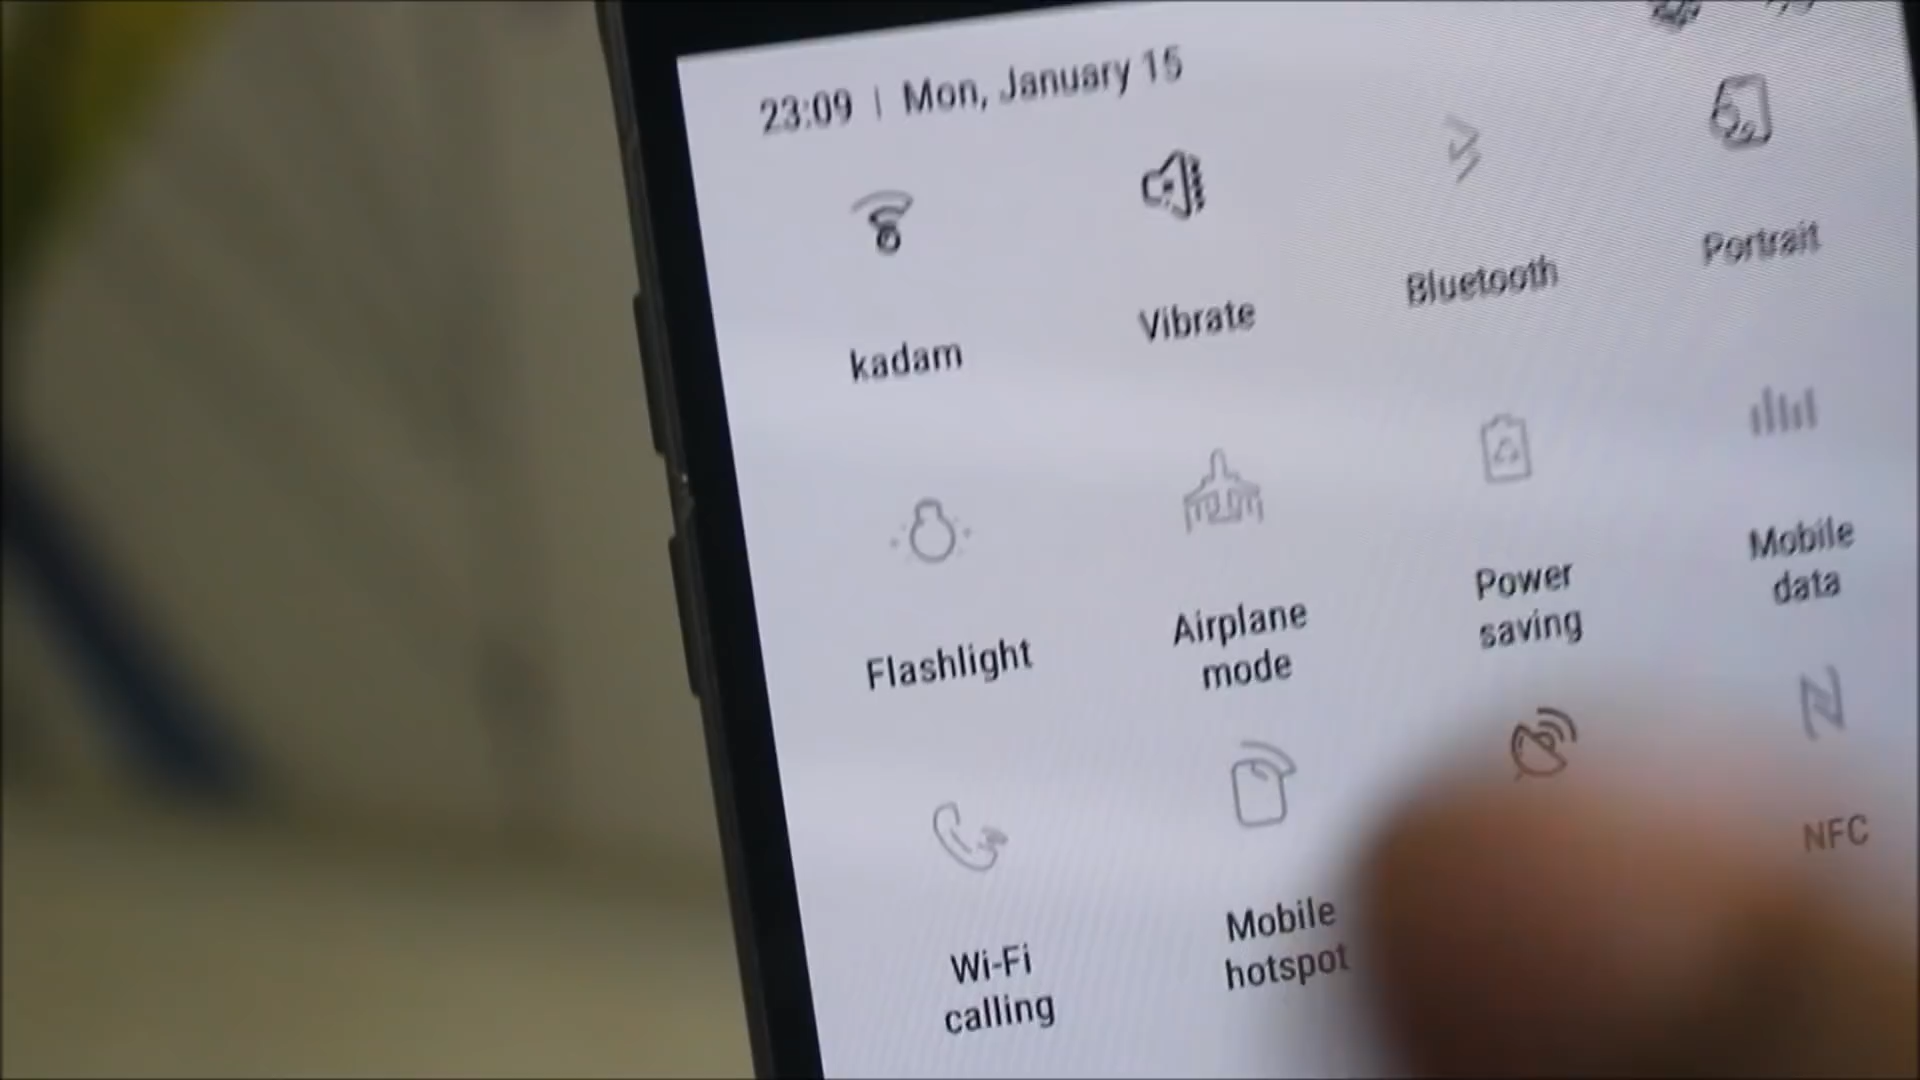 23:09 | Mon, January 15
kadam
Vibrate
Bluetooth
Portrait
Flashlight
Airplane
mode
Power
saving
Mobile
data
Wi-Fi
calling
Mobile
hotspot
NFC